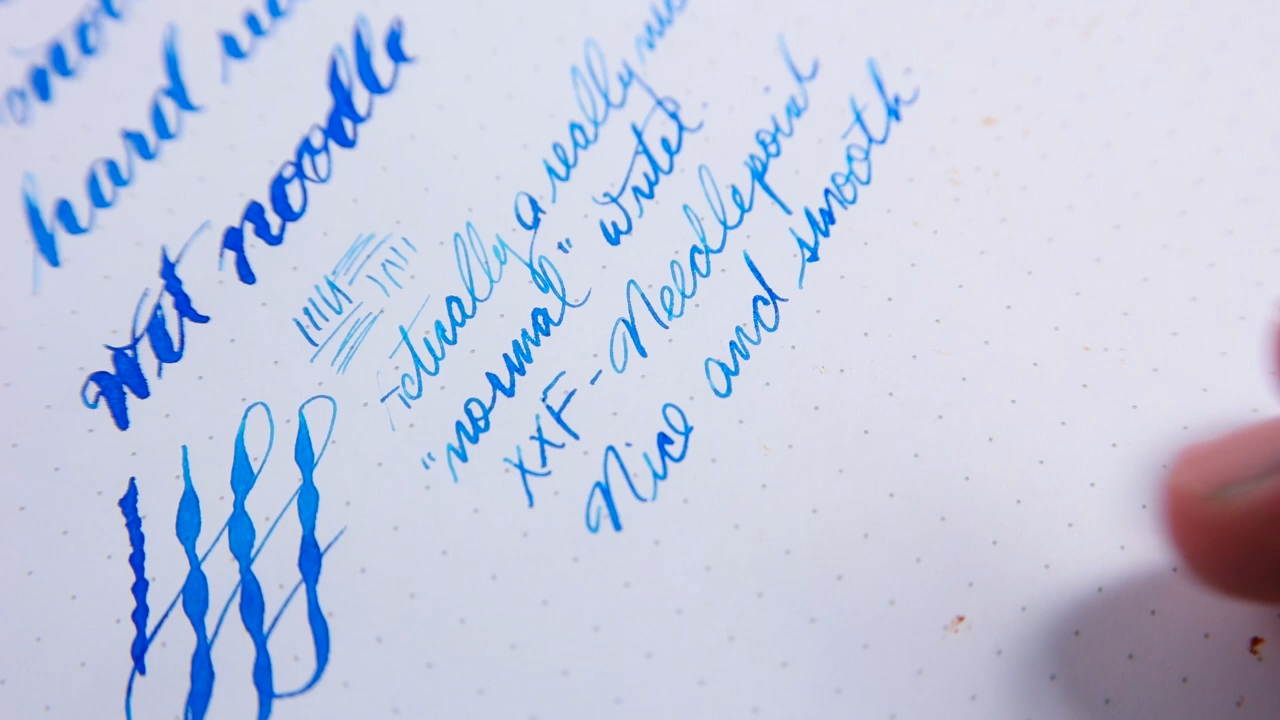 hard
wet noodle
actually a really
"normal" writer
XXF - Needlepoint
Nice and smooth.